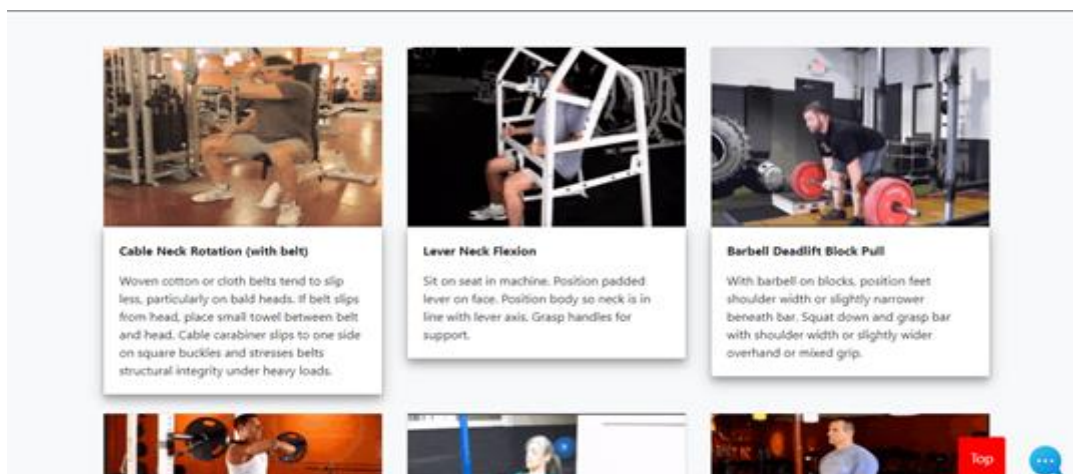 Cable Neck Rotation (with belt)
Woven cotton or cloth belts tend to slip
less, particularly on bald heads. If belt slips
from head, place small towel between belt
and head. Cable carabiner slips to one side
on square buckles and stresses belts
structural integrity under heavy loads.
Lever Neck Flexion
Sit on seat in machine. Position padded
lever on face. Position body so neck is in
line with lever axis. Grasp handles for
support.
Barbell Deadlift Block Pull
With barbell on blocks, position feet
shoulder width or slightly narrower
beneath bar. Squat down and grasp bar
with shoulder width or slightly wider
overhand or mixed grip.
Top